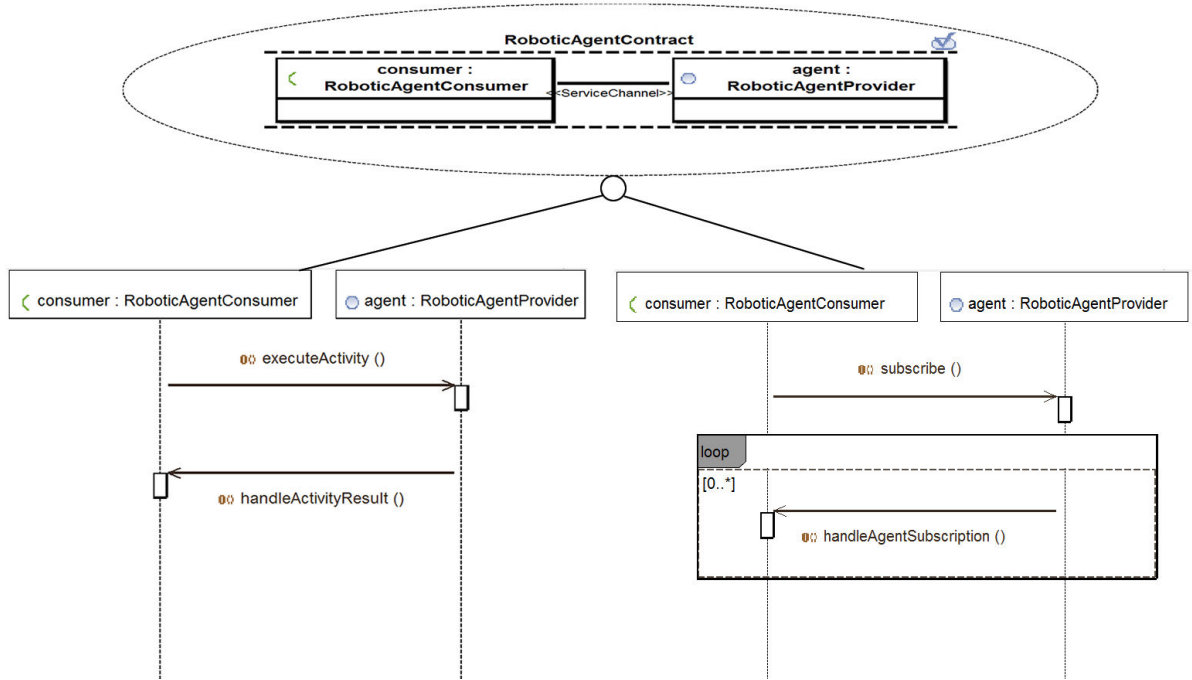 RoboticAgentContract
consumer :
RoboticAgentConsumer
<<ServiceChannel>>
agent :
RoboticAgentProvider
consumer : RoboticAgentConsumer
agent : RoboticAgentProvider
executeActivity ()
handleActivityResult ()
consumer : RoboticAgentConsumer
agent : RoboticAgentProvider
subscribe ()
loop
[0..*]
handleAgentSubscription ()